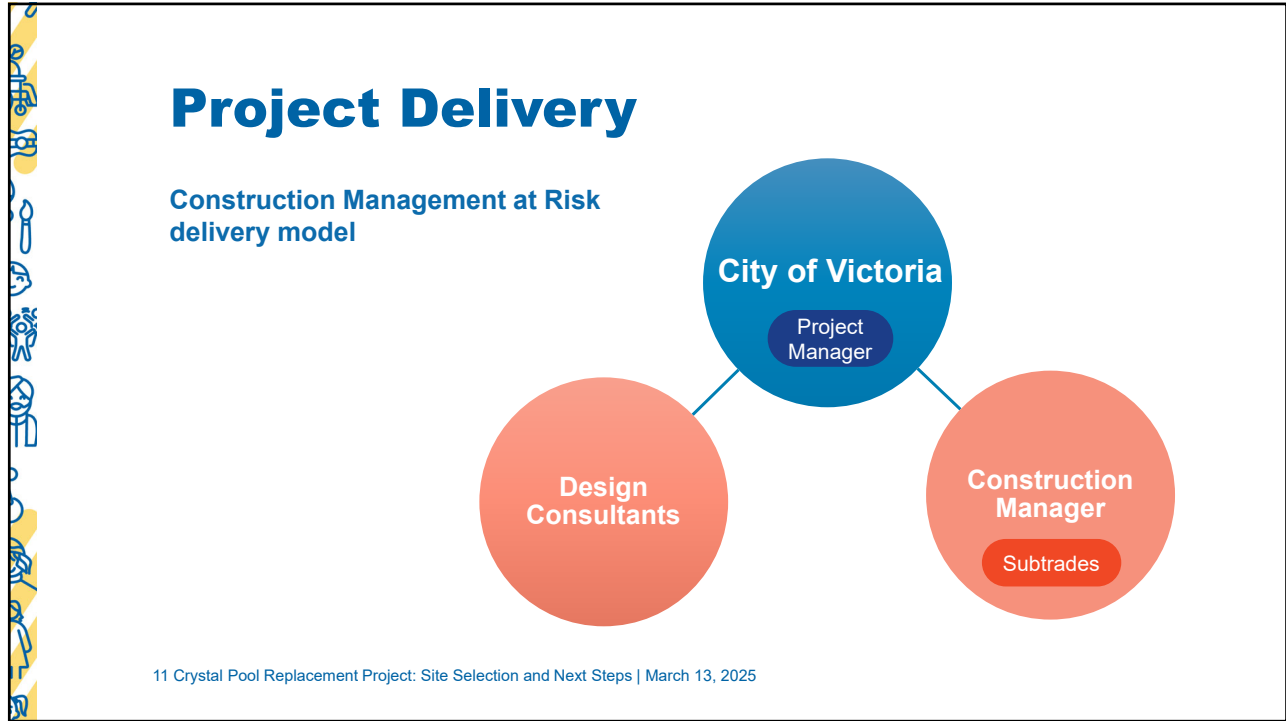 Project Delivery
Construction Management at Risk
delivery model
City of Victoria
Project
Manager
Design
Consultants
Construction
Manager
Subtrades
11 Crystal Pool Replacement Project: Site Selection and Next Steps | March 13, 2025